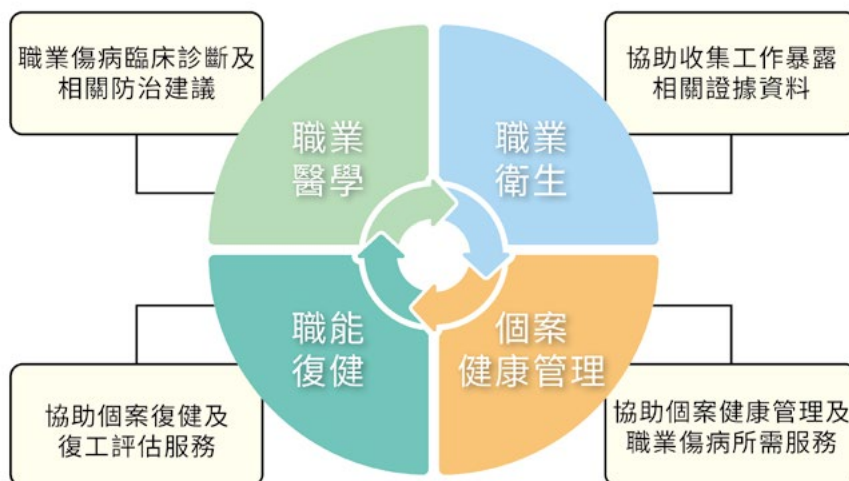 職業傷病臨床診斷及
相關防治建議
職業
醫學
職業
衛生
協助收集工作暴露
相關證據資料
協助個案復健及
復工評估服務
職能
復健
個案
健康管理
協助個案健康管理及
職業傷病所需服務